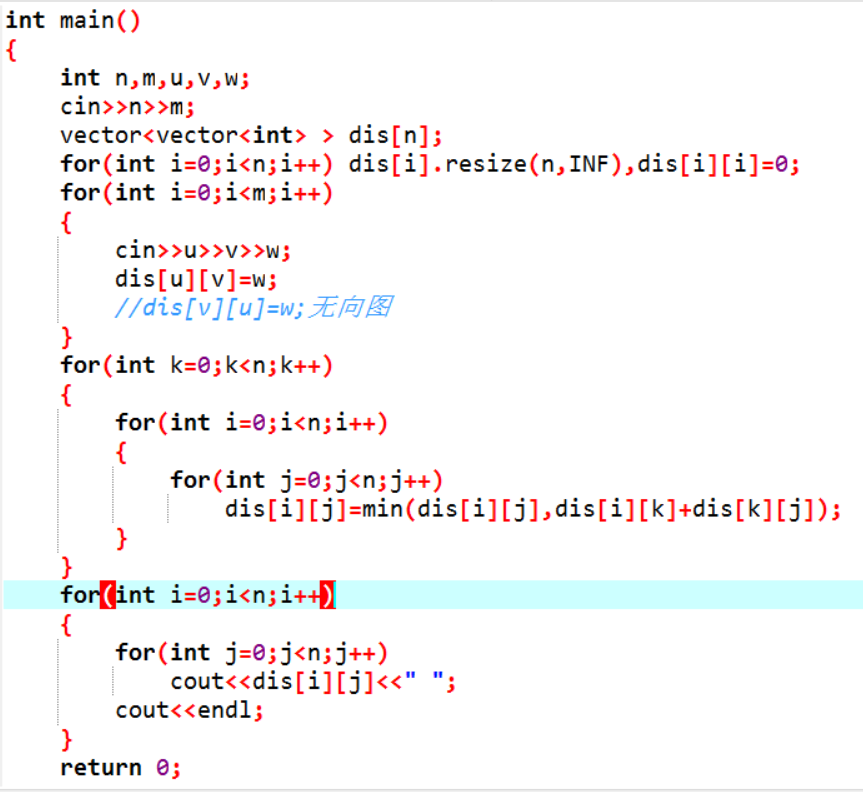 int main()
{
    int n,m,u,v,w;
    cin>>n>>m;
    vector<vector<int> > dis[n];
    for(int i=0;i<n;i++) dis[i].resize(n,INF),dis[i][i]=0;
    for(int i=0;i<m;i++)
    {
        cin>>u>>v>>w;
        dis[u][v]=w;
        //dis[v][u]=w;无向图
    }
    for(int k=0;k<n;k++)
    {
        for(int i=0;i<n;i++)
        {
            for(int j=0;j<n;j++)
                dis[i][j]=min(dis[i][j],dis[i][k]+dis[k][j]);
        }
    }
    for(int i=0;i<n;i++)
    {
        for(int j=0;j<n;j++)
            cout<<dis[i][j]<<" ";
        cout<<endl;
    }
    return 0;